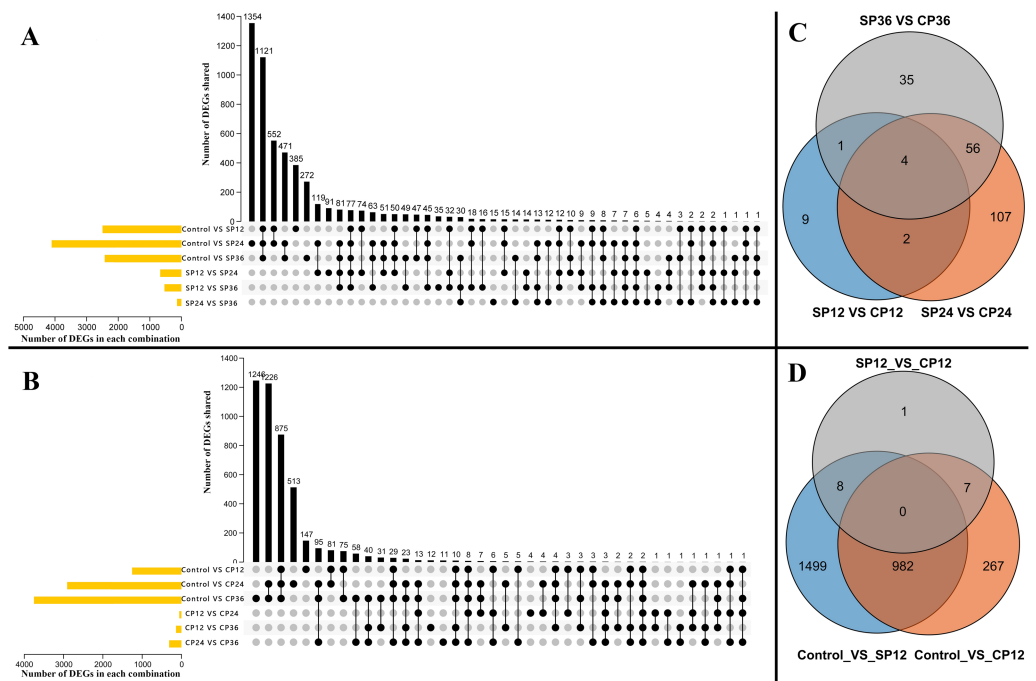 A
Number of DEGs shared
1400
1200
1000
800
600
400
200
0
1354
1121
552
471
385
272
119 91 81 77 74 63 51 50 49 47 45 35 32 30 18 16 15 15 14 14 13 12 12 10 9 9 8 7 7 6 5 4 4 3 2 2 2 1 1 1 1
Control VS SP12
Control VS SP24
Control VS SP36
SP12 VS SP24
SP12 VS SP36
SP24 VS SP36
5000 4000 3000 2000 1000 0
Number of DEGs in each combination
B
Number of DEGs shared
1400
1200
1000
800
600
400
200
0
1246
1226
875
513
147
95 81 75 58 40 31 29 23 13 12 11 10 8 7 6 5 5 4 4 4 3 3 3 3 2 2 2 1 1 1 1 1 1 1 1
Control VS CP12
Control VS CP24
Control VS CP36
CP12 VS CP24
CP12 VS CP36
CP24 VS CP36
4000 3000 2000 1000 0
Number of DEGs in each combination
C
SP36 VS CP36
35
1 4 56
9 2 107
SP12 VS CP12 SP24 VS CP24
D
SP12_VS_CP12
1
8 0 7
1499 982 267
Control_VS_SP12 Control_VS_CP12